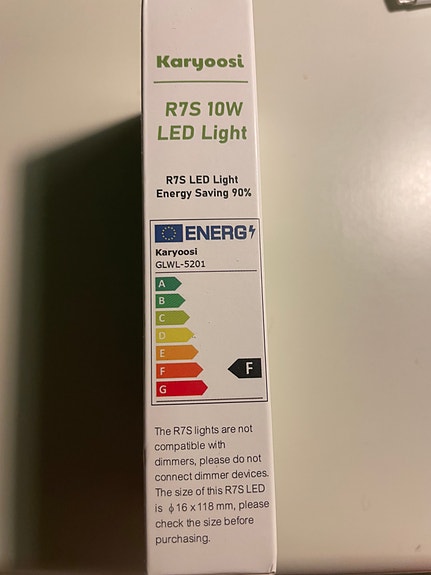 Karyoosi
R7S 10W
LED Light
R7S LED Light
Energy Saving 90%
ENERG
Karyoosi
GLWL-5201
A
B
C
D
E
F
F
G
The R7S lights are not
compatible with
dimmers, please do not
connect dimmer devices.
The size of this R7S LED
is ϕ16 x 118 mm, please
check the size before
purchasing.